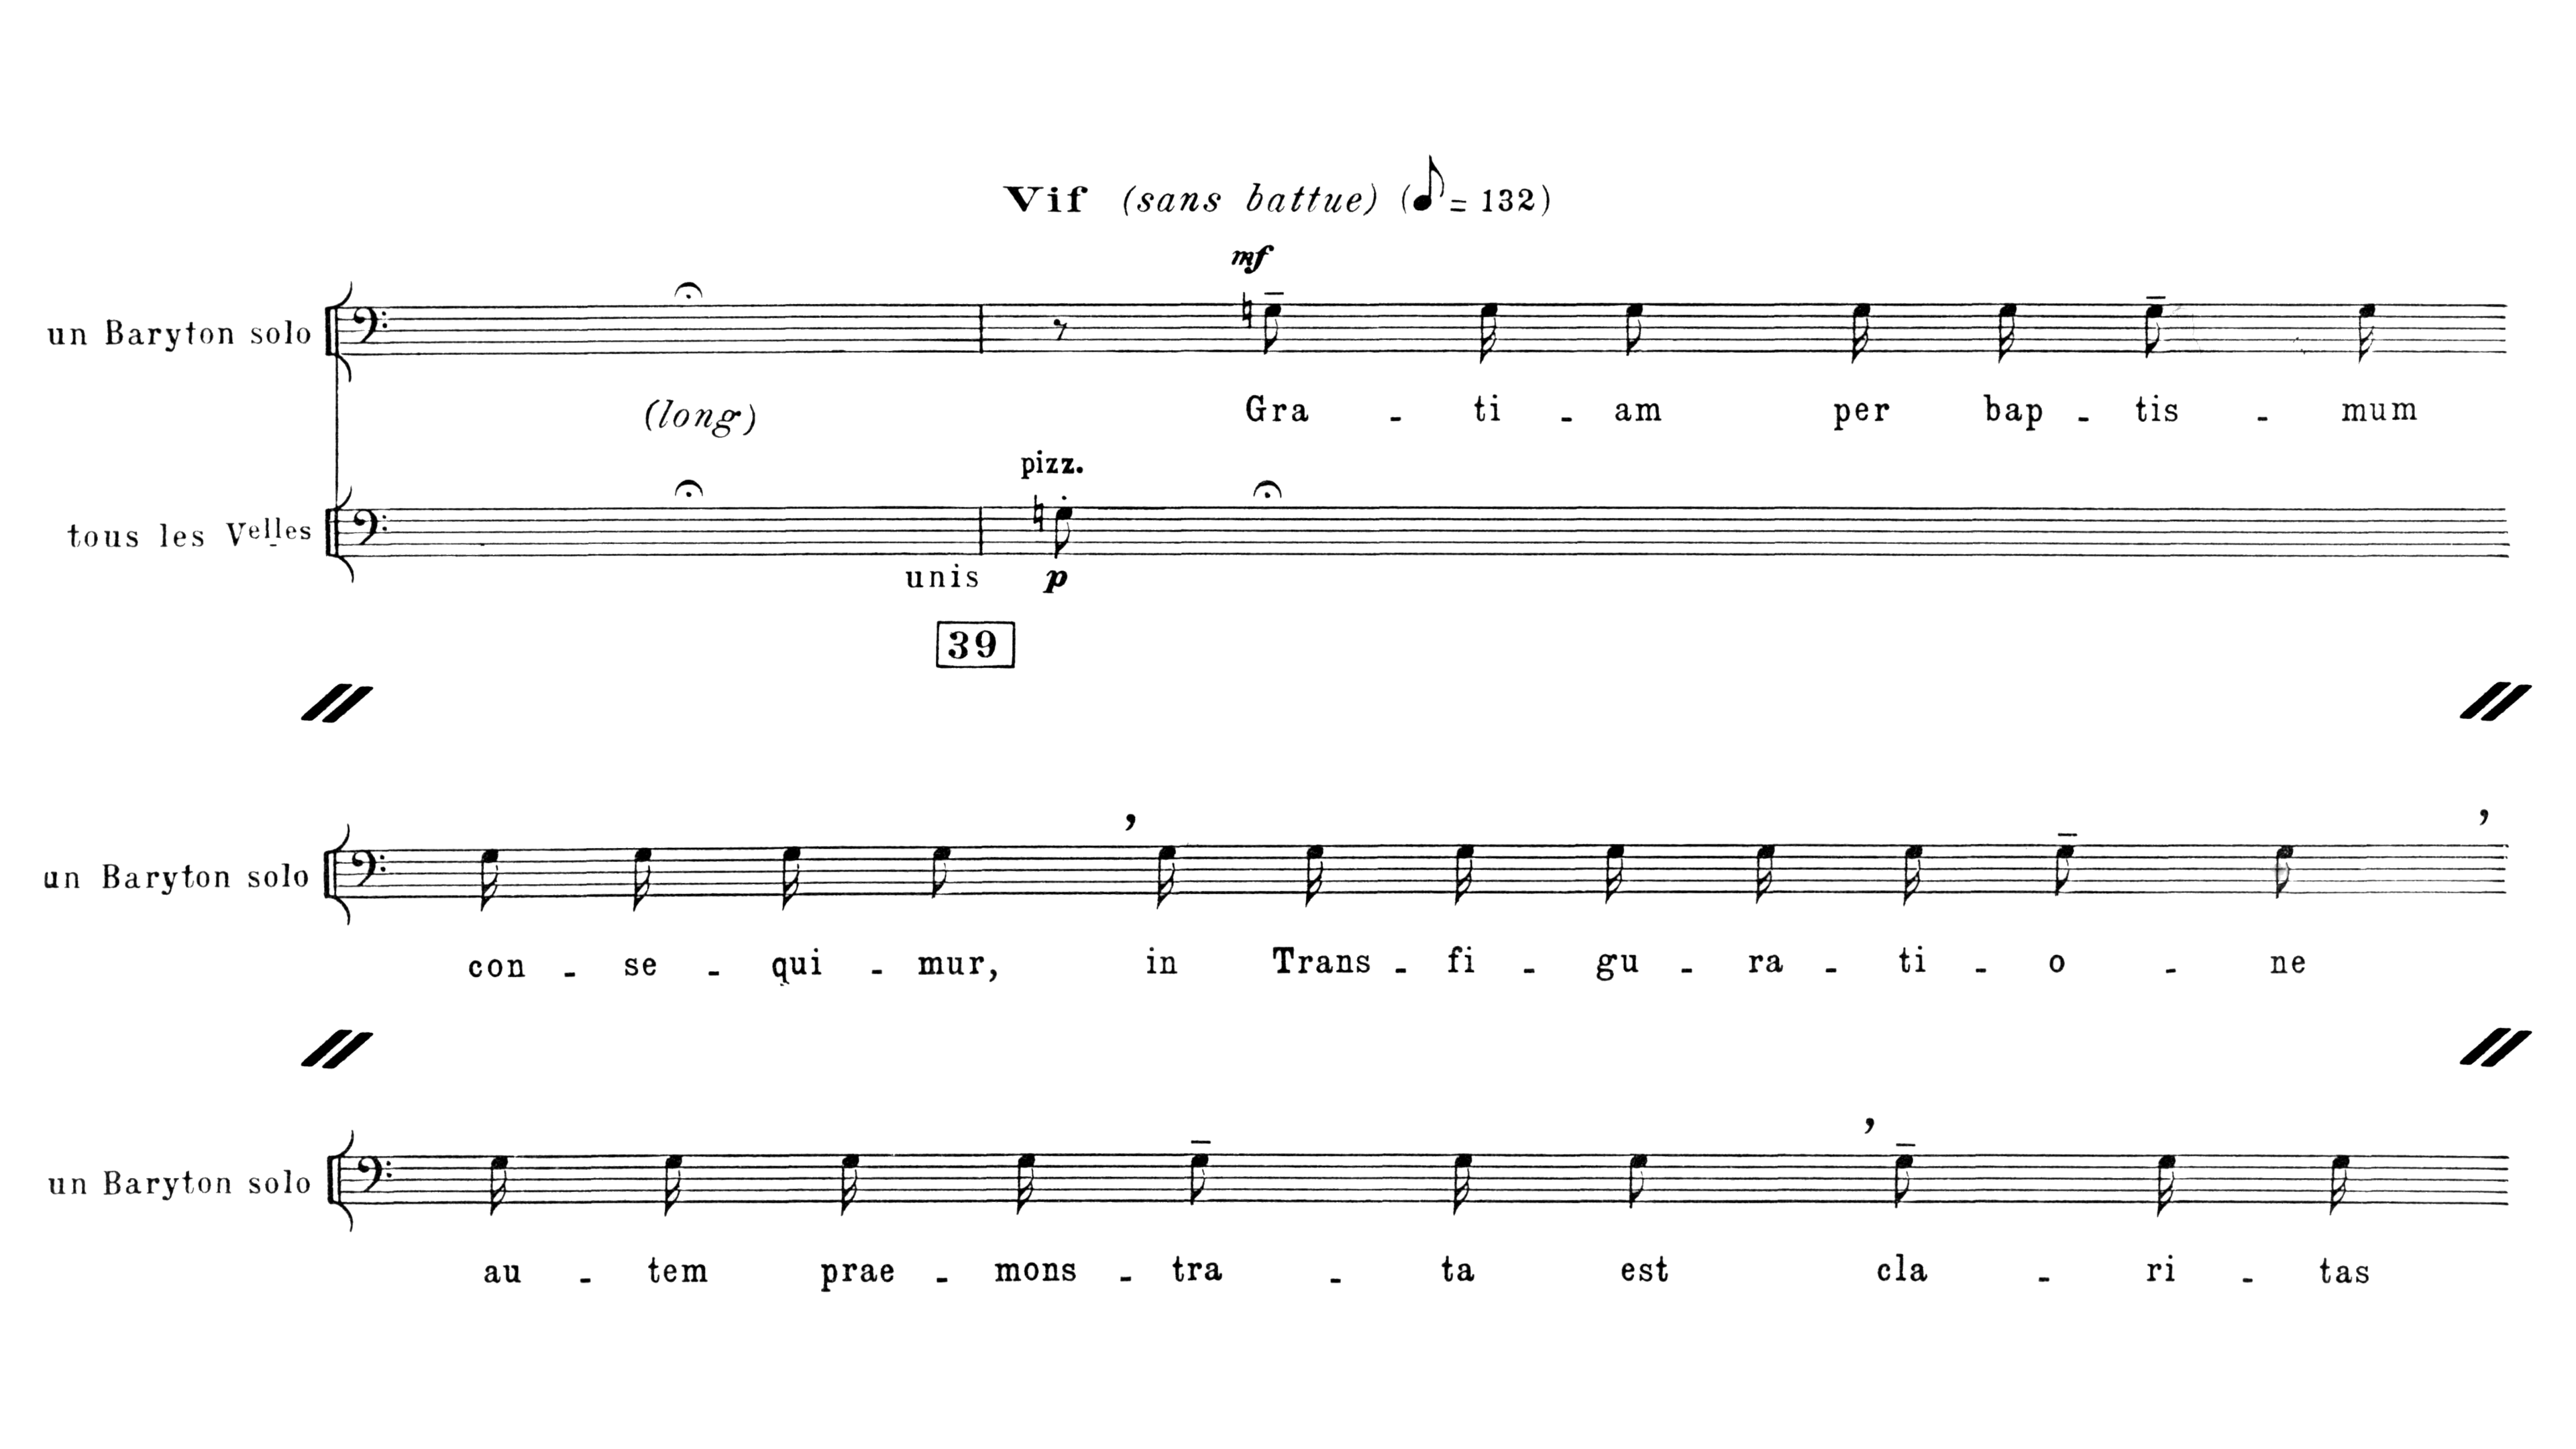 Vif (sans battue) (♪ = 132)
mf
un Baryton solo
Gra - ti - am per bap - tis - mum
(long)
pizz.
tous les Velles
unis p
39
un Baryton solo
con - se - qui - mur, in Trans - fi - gu - ra - ti - o - ne
un Baryton solo
au - tem prae - mons - tra - ta est cla - ri - tas